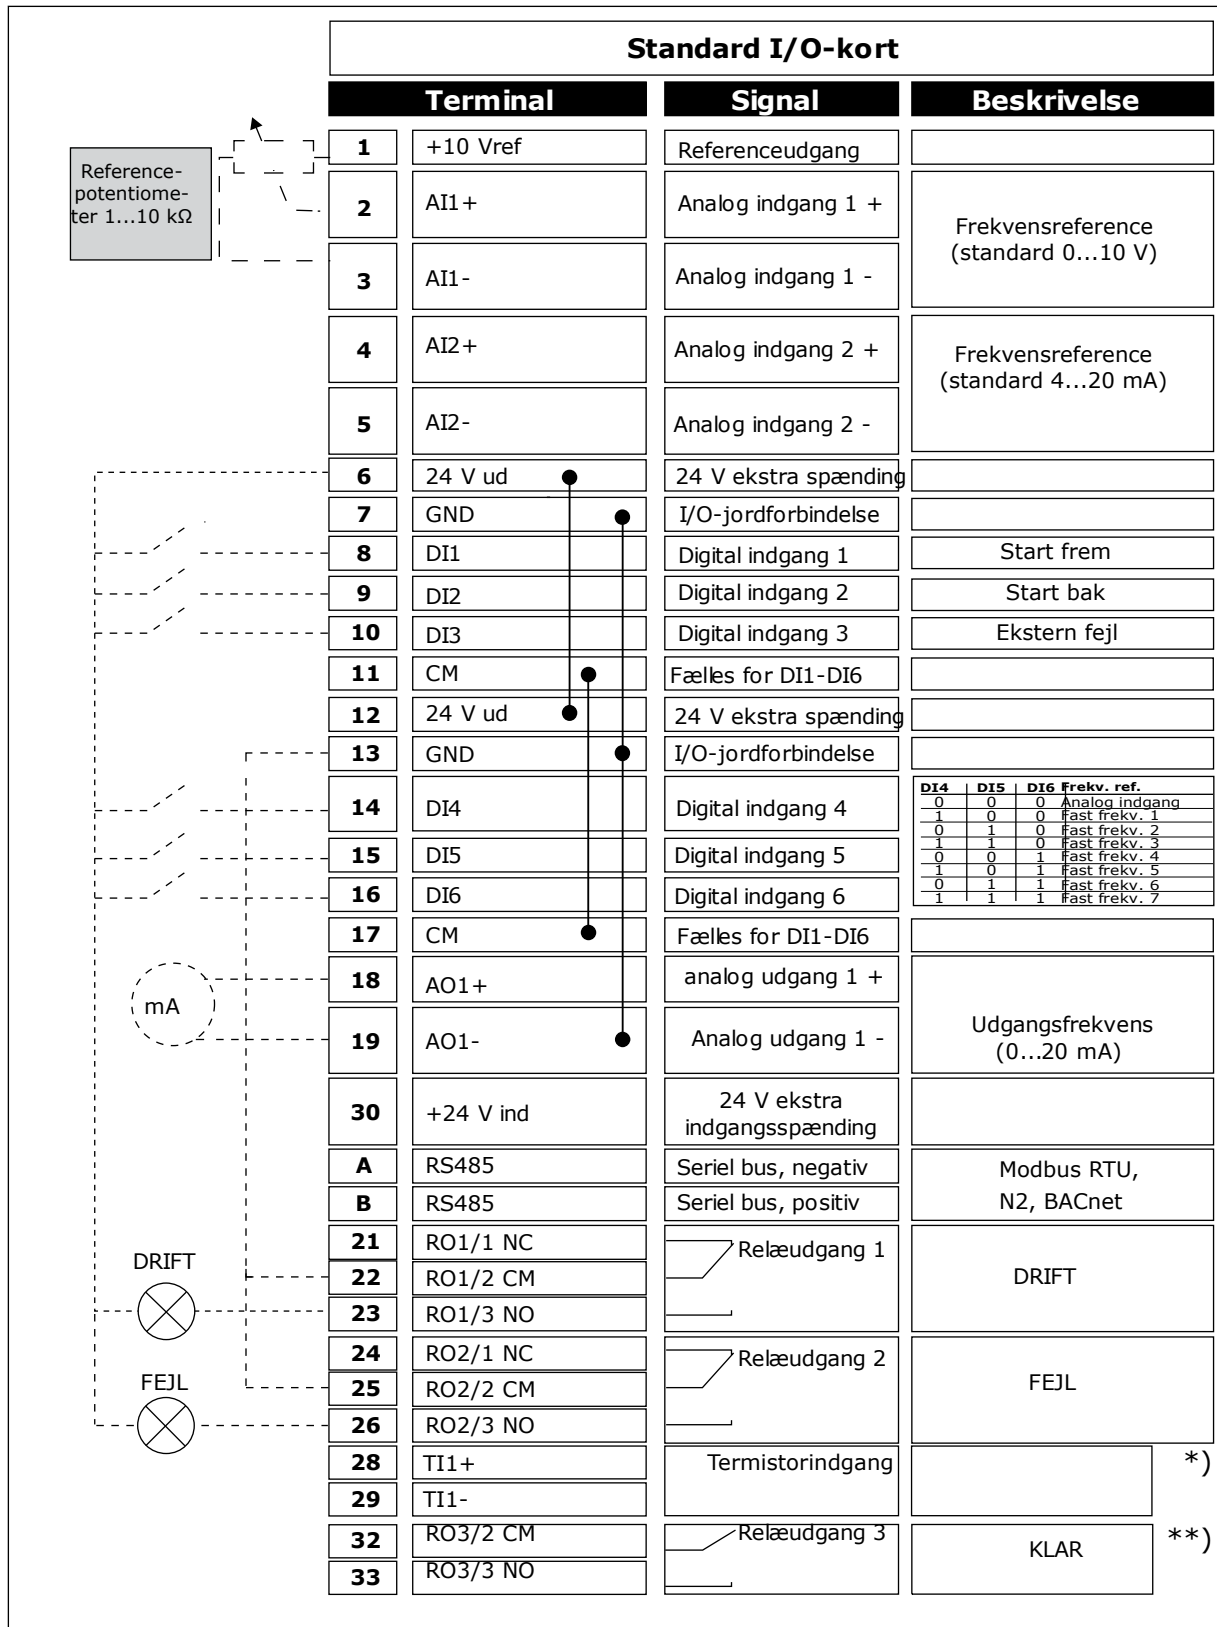 Standard I/O-kort
Terminal Signal Beskrivelse
Reference-
potentiome-
ter 1...10 kΩ
1 +10 Vref Referenceudgang
2 AI1+ Analog indgang 1 +
3 AI1- Analog indgang 1 -
Frekvensreference
(standard 0...10 V)
4 AI2+ Analog indgang 2 +
5 AI2- Analog indgang 2 -
Frekvensreference
(standard 4...20 mA)
6 24 V ud 24 V ekstra spænding
7 GND I/O-jordforbindelse
8 DI1 Digital indgang 1 Start frem
9 DI2 Digital indgang 2 Start bak
10 DI3 Digital indgang 3 Ekstern fejl
11 CM Fælles for DI1-DI6
12 24 V ud 24 V ekstra spænding
13 GND I/O-jordforbindelse
14 DI4 Digital indgang 4
15 DI5 Digital indgang 5
16 DI6 Digital indgang 6
DI4 DI5 DI6 Frekv. ref.
0 0 0 Analog indgang
1 0 0 Fast frekv. 1
0 1 0 Fast frekv. 2
1 1 0 Fast frekv. 3
0 0 1 Fast frekv. 4
1 0 1 Fast frekv. 5
0 1 1 Fast frekv. 6
1 1 1 Fast frekv. 7
17 CM Fælles for DI1-DI6
mA
18 AO1+ analog udgang 1 +
19 AO1- Analog udgang 1 -
Udgangsfrekvens
(0...20 mA)
30 +24 V ind 24 V ekstra
indgangsspænding
A RS485 Seriel bus, negativ
B RS485 Seriel bus, positiv
Modbus RTU,
N2, BACnet
DRIFT
21 RO1/1 NC Relæudgang 1
22 RO1/2 CM DRIFT
23 RO1/3 NO
FEJL
24 RO2/1 NC Relæudgang 2
25 RO2/2 CM FEJL
26 RO2/3 NO
28 TI1+ Termistorindgang *)
29 TI1-
32 RO3/2 CM Relæudgang 3 KLAR **)
33 RO3/3 NO